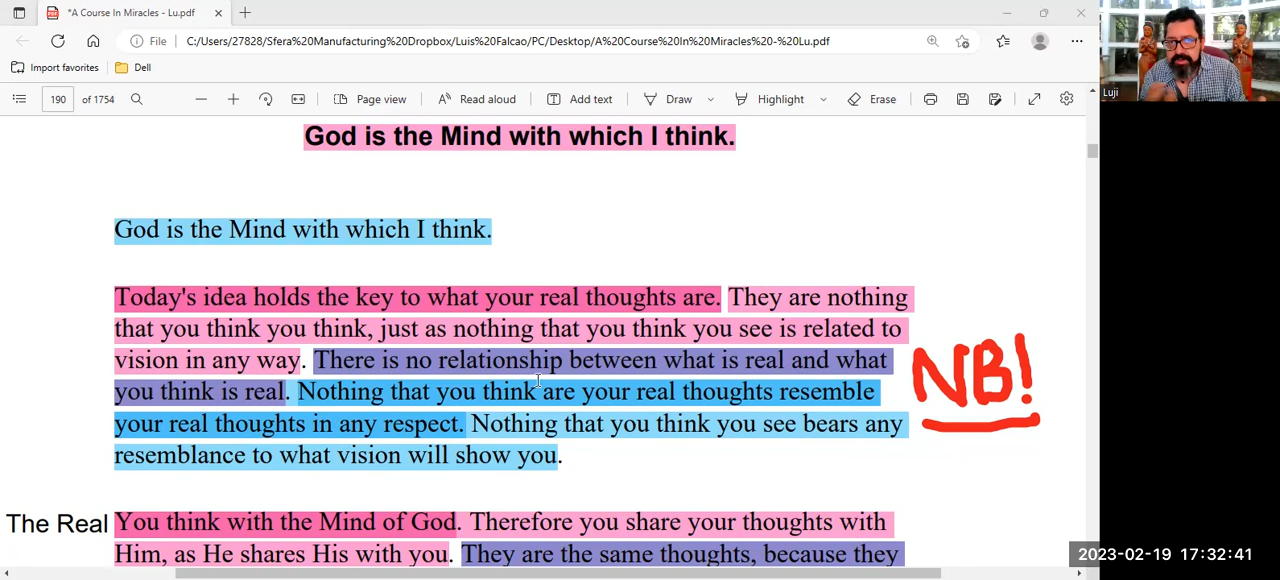 *A Course In Miracles - Lu.pdf
File
C:/Users/27828/Sfera%20Manufacturing%20Dropbox/Luis%20Falcao/PC/Desktop/A%20Course%20In%20Miracles%20-%20Lu.pdf
Import favorites
Dell
190 of 1754
Page view
Read aloud
Add text
Draw
Highlight
Erase
Luji
God is the Mind with which I think.
God is the Mind with which I think.
Today's idea holds the key to what your real thoughts are. They are nothing
that you think you think, just as nothing that you think you see is related to
vision in any way. There is no relationship between what is real and what
you think is real. Nothing that you think are your real thoughts resemble
your real thoughts in any respect. Nothing that you think you see bears any
resemblance to what vision will show you.
NB!
The Real You think with the Mind of God. Therefore you share your thoughts with
Him, as He shares His with you. They are the same thoughts, because they
2023-02-19 17:32:41